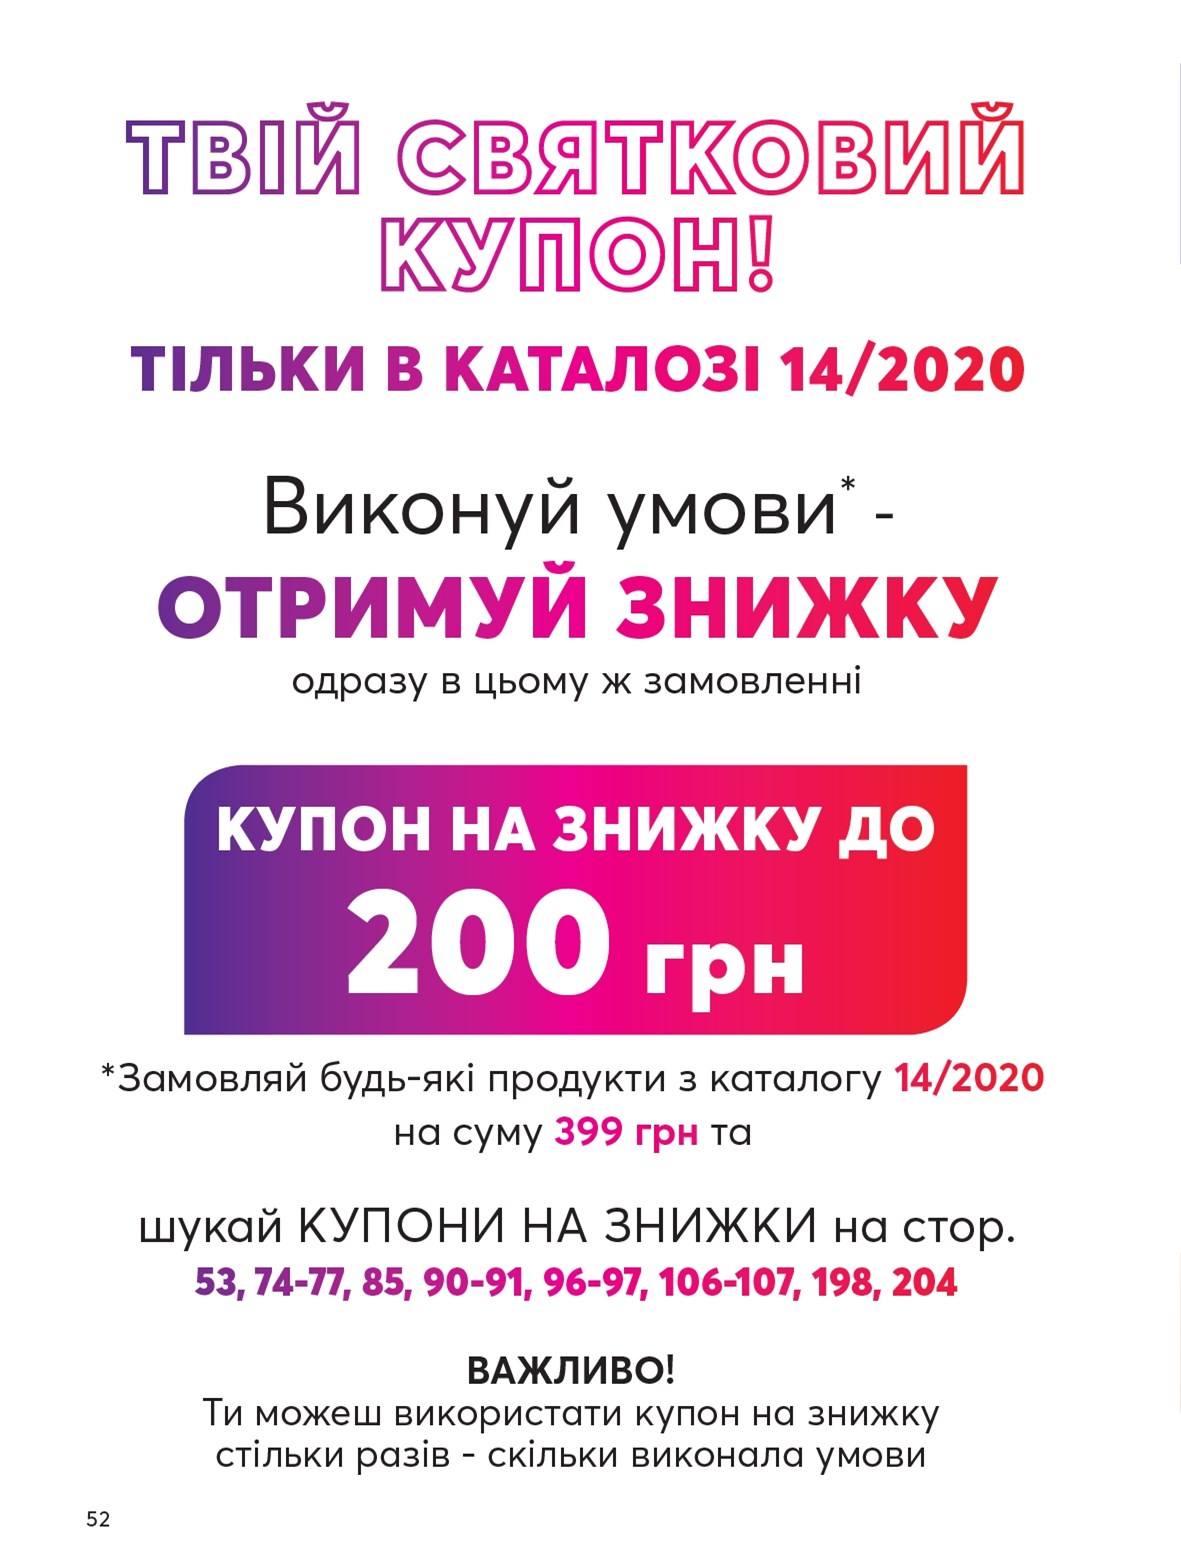 ТВІЙ СВЯТКОВИЙ
КУПОН!
ТІЛЬКИ В КАТАЛОЗІ 14/2020
Виконуй умови* -
ОТРИМУЙ ЗНИЖКУ
одразу в цьому ж замовленні
КУПОН НА ЗНИЖКУ ДО
200 грн
*Замовляй будь-які продукти з каталогу 14/2020
на суму 399 грн та
шукай КУПОНИ НА ЗНИЖКИ на стор.
53, 74-77, 85, 90-91, 96-97, 106-107, 198, 204
ВАЖЛИВО!
Ти можеш використати купон на знижку
стільки разів - скільки виконала умови
52